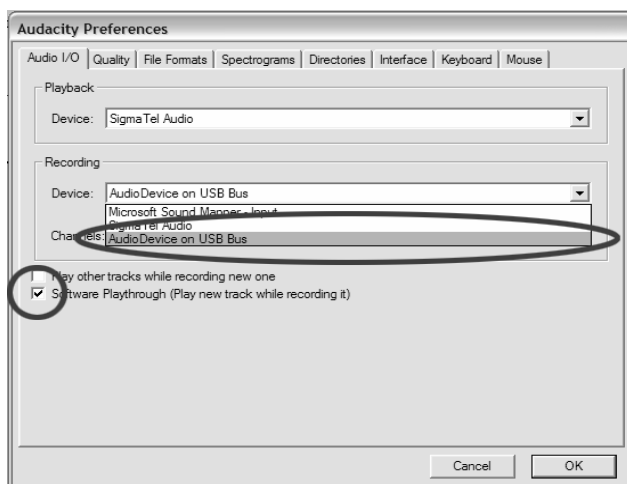 Audacity Preferences
Audio I/O Quality File Formats Spectrograms Directories Interface Keyboard Mouse
Playback
Device: SigmaTel Audio
Recording
Device: AudioDevice on USB Bus
Microsoft Sound Mapper - Input
SigmaTel Audio
Channels: AudioDevice on USB Bus
Play other tracks while recording new one
Software Playthrough (Play new track while recording it)
Cancel OK